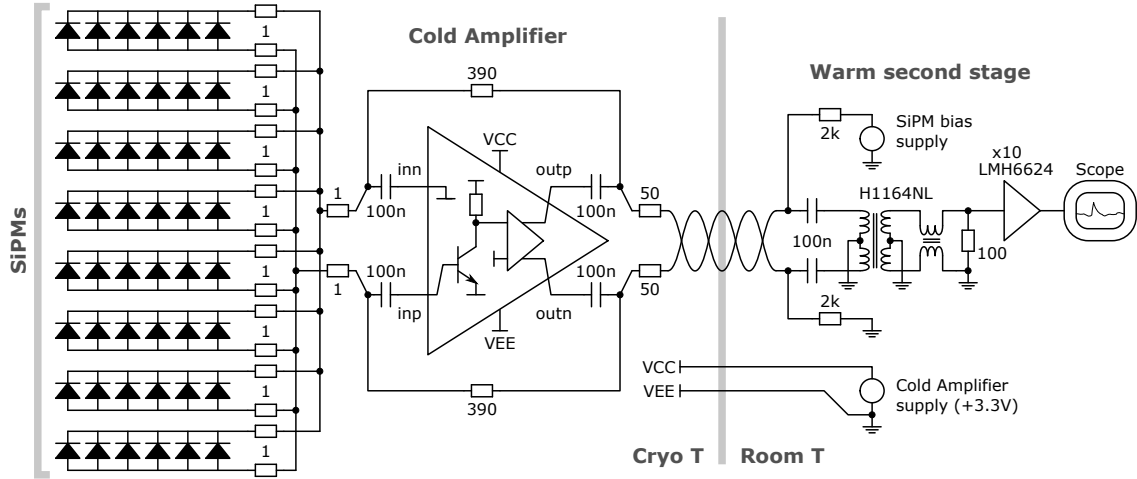 SiPMs
1
1
1
1
1
1
1
1
Cold Amplifier
390
VCC
inn
outp
1
100n
100n
50
100n
100n
1
50
inp
outn
VEE
390
Cryo T
Room T
Warm second stage
2k
SiPM bias
supply
x10
LMH6624
Scope
H1164NL
100n
100
2k
VCC
VEE
Cold Amplifier
supply (+3.3V)